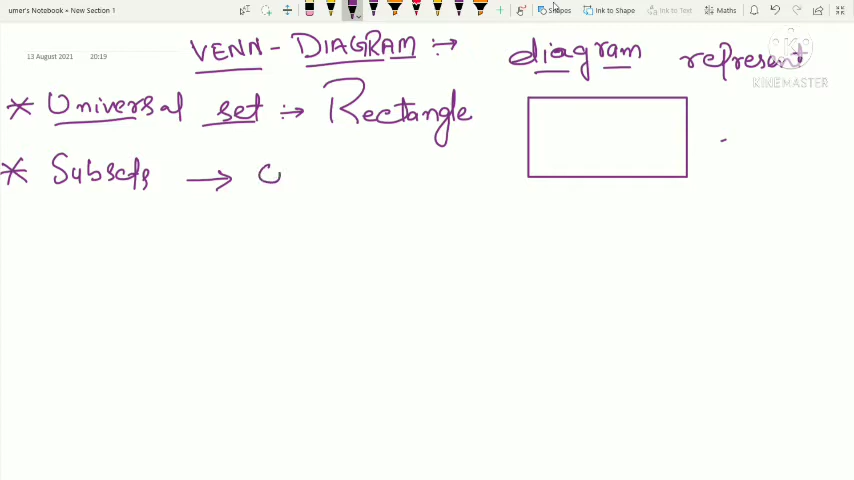 umer's Notebook » New Section 1
Shapes Ink to Shape Ink to Text Maths
13 August 2021 20:19
VENN - DIAGRAM :→ diagram represent
KINEMASTER
* Universal set :→ Rectangle
* Subsets → C